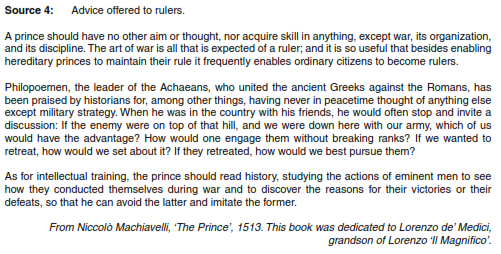 Source 4: Advice offered to rulers.
A prince should have no other aim or thought, nor acquire skill in anything, except war, its organization,
and its discipline. The art of war is all that is expected of a ruler; and it is so useful that besides enabling
hereditary princes to maintain their rule it frequently enables ordinary citizens to become rulers.
Philopoemen, the leader of the Achaeans, who united the ancient Greeks against the Romans, has
been praised by historians for, among other things, having never in peacetime thought of anything else
except military strategy. When he was in the country with his friends, he would often stop and invite a
discussion: If the enemy were on top of that hill, and we were down here with our army, which of us
would have the advantage? How would one engage them without breaking ranks? If we wanted to
retreat, how would we set about it? If they retreated, how would we best pursue them?
As for intellectual training, the prince should read history, studying the actions of eminent men to see
how they conducted themselves during war and to discover the reasons for their victories or their
defeats, so that he can avoid the latter and imitate the former.
From Niccolò Machiavelli, ‘The Prince’, 1513. This book was dedicated to Lorenzo de’ Medici,
grandson of Lorenzo ‘Il Magnifico’.